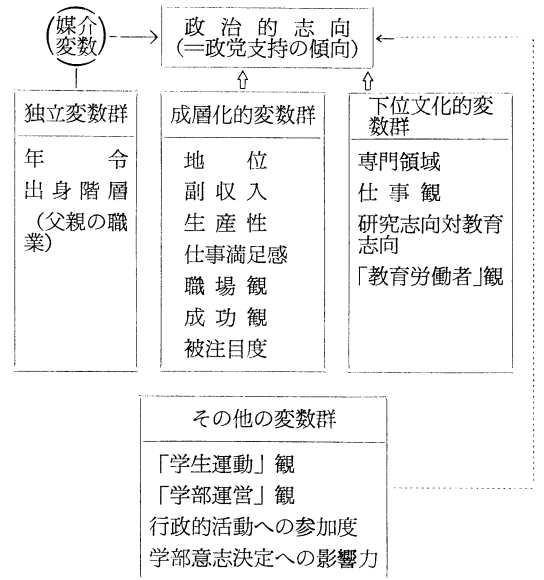 媒介
変数
政治的志向
(=政党支持の傾向)
独立変数群
年令
出身階層
(父親の職
業)
成層化的変数群
地位
副収入
生産性
仕事満足感
職場観
成功観
被注目度
下位文化的変
数群
専門領域
仕事観
研究志向対教育
志向
「教育労働者」観
その他の変数群
「学生運動」観
「学部運営」観
行政的活動への参加度
学部意志決定への影響力